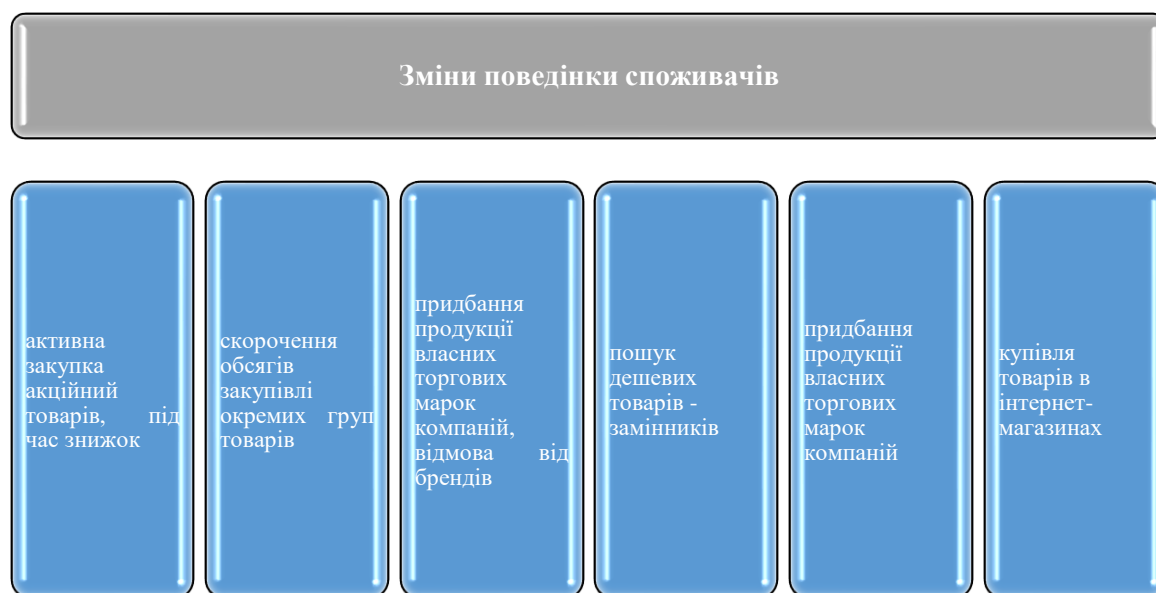 Зміни поведінки споживачів
активна
закупка
акційний
товарів, під
час знижок
скорочення
обсягів
закупівлі
окремих груп
товарів
придбання
продукції
власних
торгових
марок
компаній,
відмова від
брендів
пошук
дешевих
товарів -
замінників
придбання
продукції
власних
торгових
марок
компаній
купівля
товарів в
інтернет-
магазинах